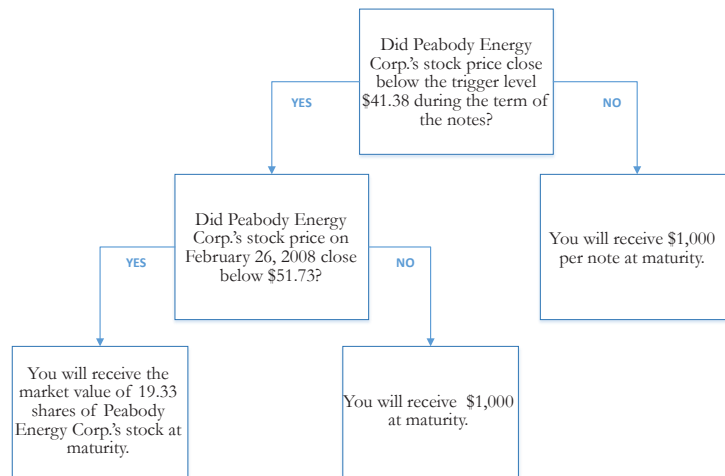 Did Peabody Energy
Corp.'s stock price close
below the trigger level
$41.38 during the term of
the notes?
YES
NO
Did Peabody Energy
Corp.'s stock price on
February 26, 2008 close
below $51.73?
You will receive $1,000
per note at maturity.
YES
NO
You will receive the
market value of 19.33
shares of Peabody
Energy Corp.'s stock at
maturity.
You will receive $1,000
at maturity.